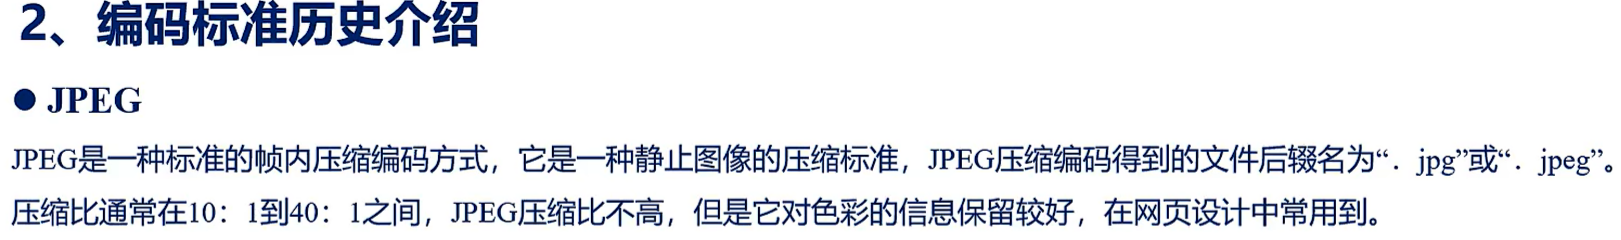 2、编码标准历史介绍
● JPEG
JPEG是一种标准的帧内压缩编码方式，它是一种静止图像的压缩标准，JPEG压缩编码得到的文件后辍名为“．jpg”或“．jpeg”。
压缩比通常在10：1到40：1之间，JPEG压缩比不高，但是它对色彩的信息保留较好，在网页设计中常用到。